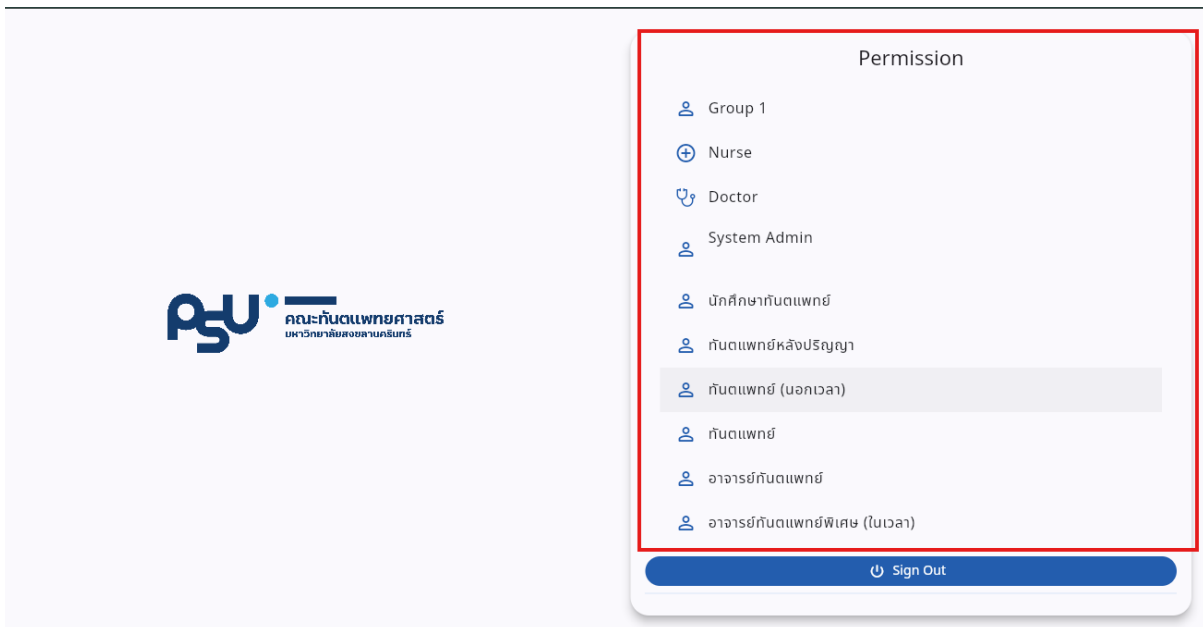 Permission
Group 1
Nurse
Doctor
System Admin
นักศึกษาทันตแพทย์
ทันตแพทย์หลังปริญญา
ทันตแพทย์ (นอกเวลา)
ทันตแพทย์
อาจารย์ทันตแพทย์
อาจารย์ทันตแพทย์พิเศษ (ในเวลา)
Sign Out
PSU
คณะทันตแพทยศาสตร์
มหาวิทยาลัยสงขลานครินทร์